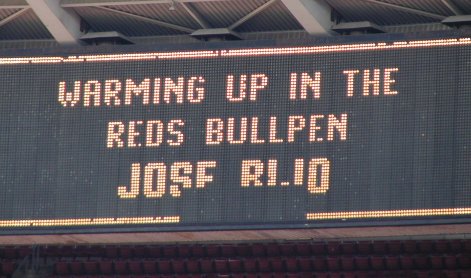 WARMING UP IN THE
REDS BULLPEN
JOSE RIJO